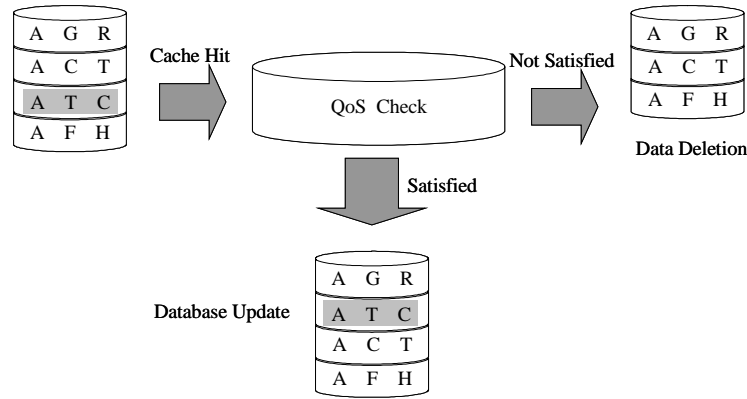 A G R
A C T
A T C
A F H
Cache Hit
QoS Check
Not Satisfied
A G R
A C T
A F H
Data Deletion
Satisfied
Database Update
A G R
A T C
A C T
A F H